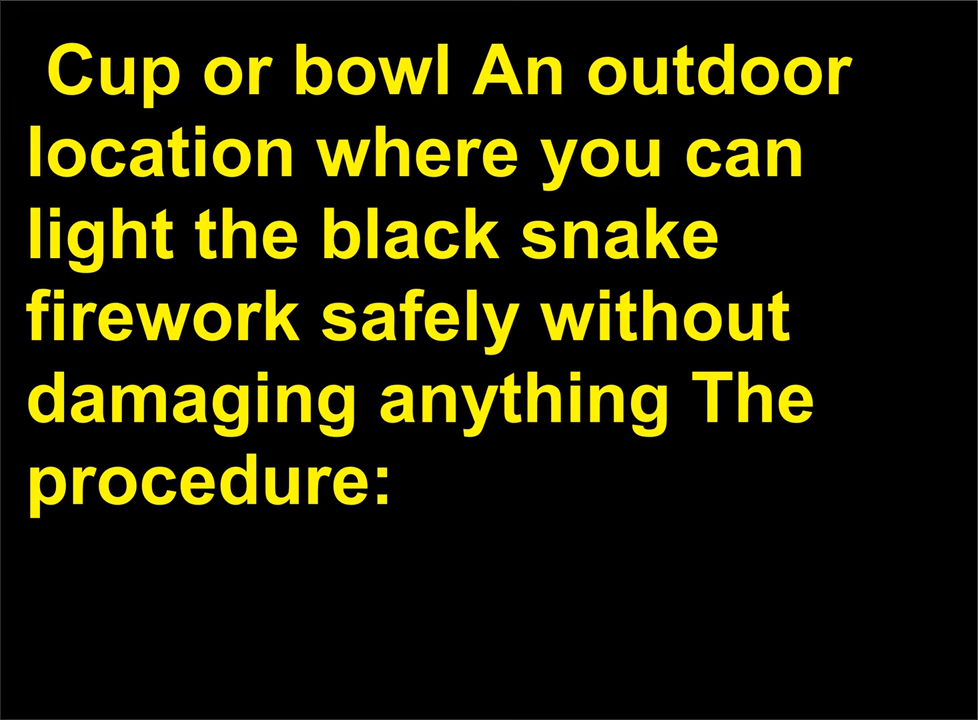 Cup or bowl An outdoor
location where you can
light the black snake
firework safely without
damaging anything The
procedure: